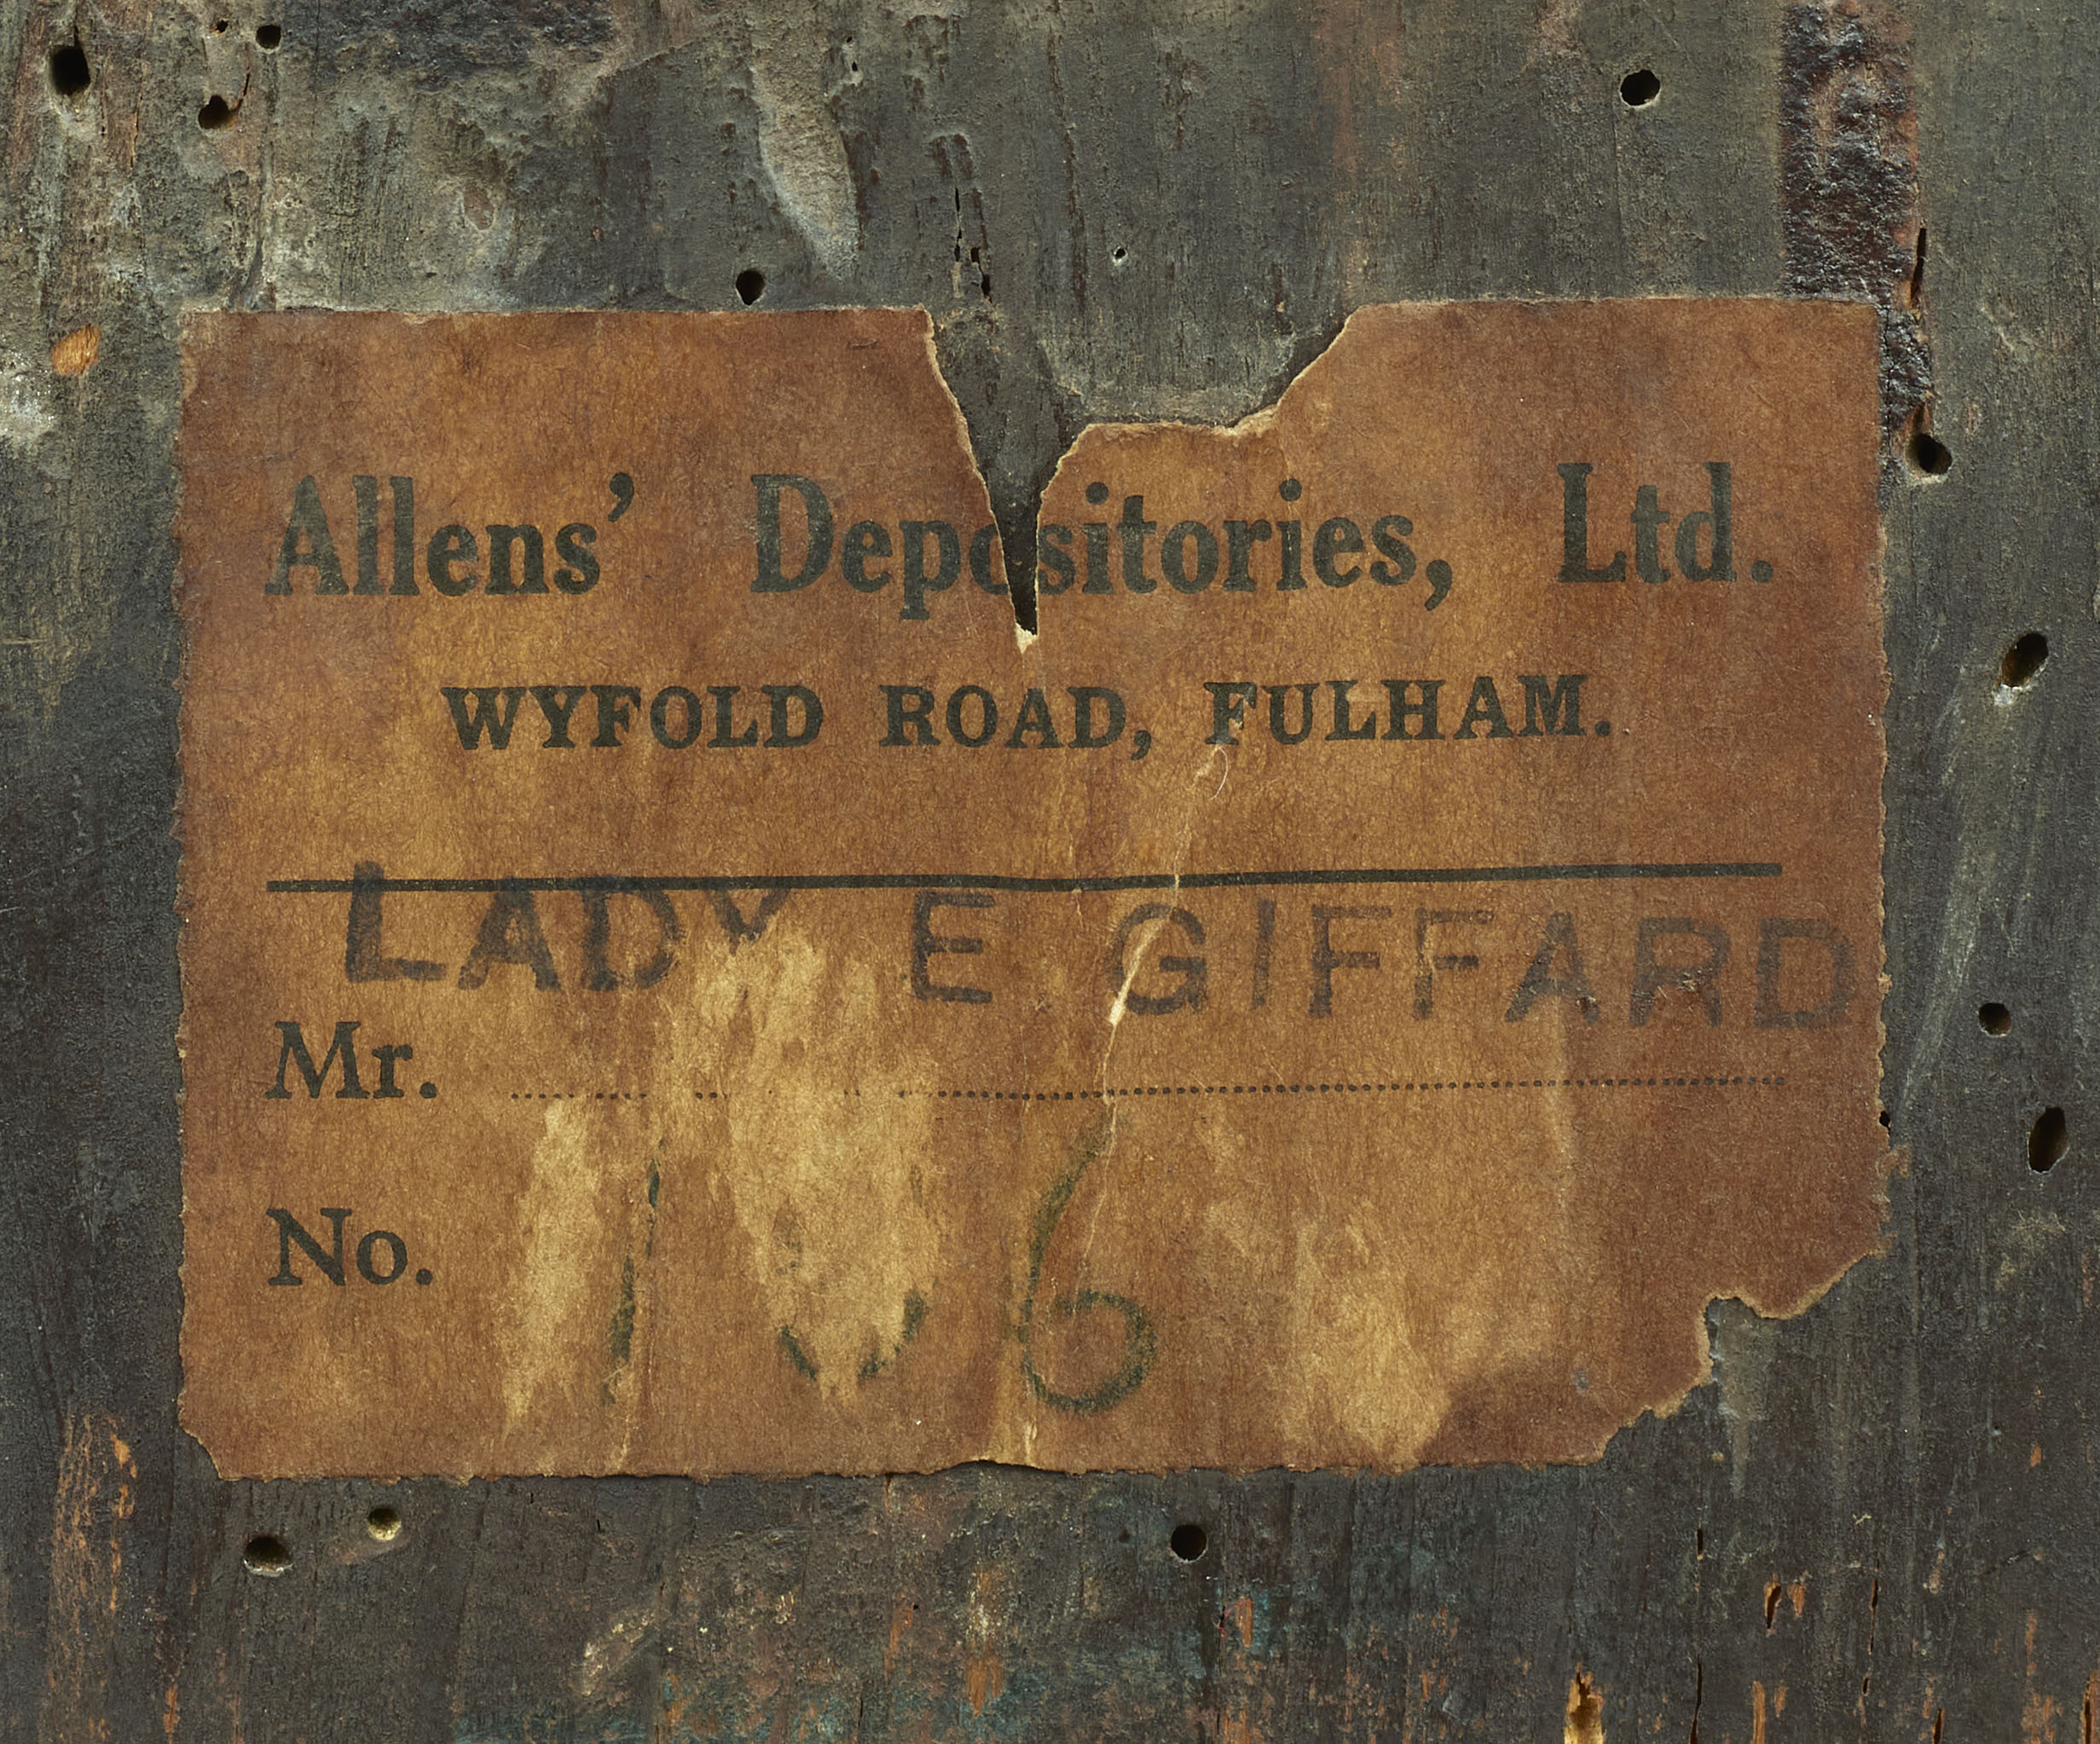 Allens' Depositories, Ltd.
WYFOLD ROAD, FULHAM.
LADY E GIFFARD
Mr.
No.